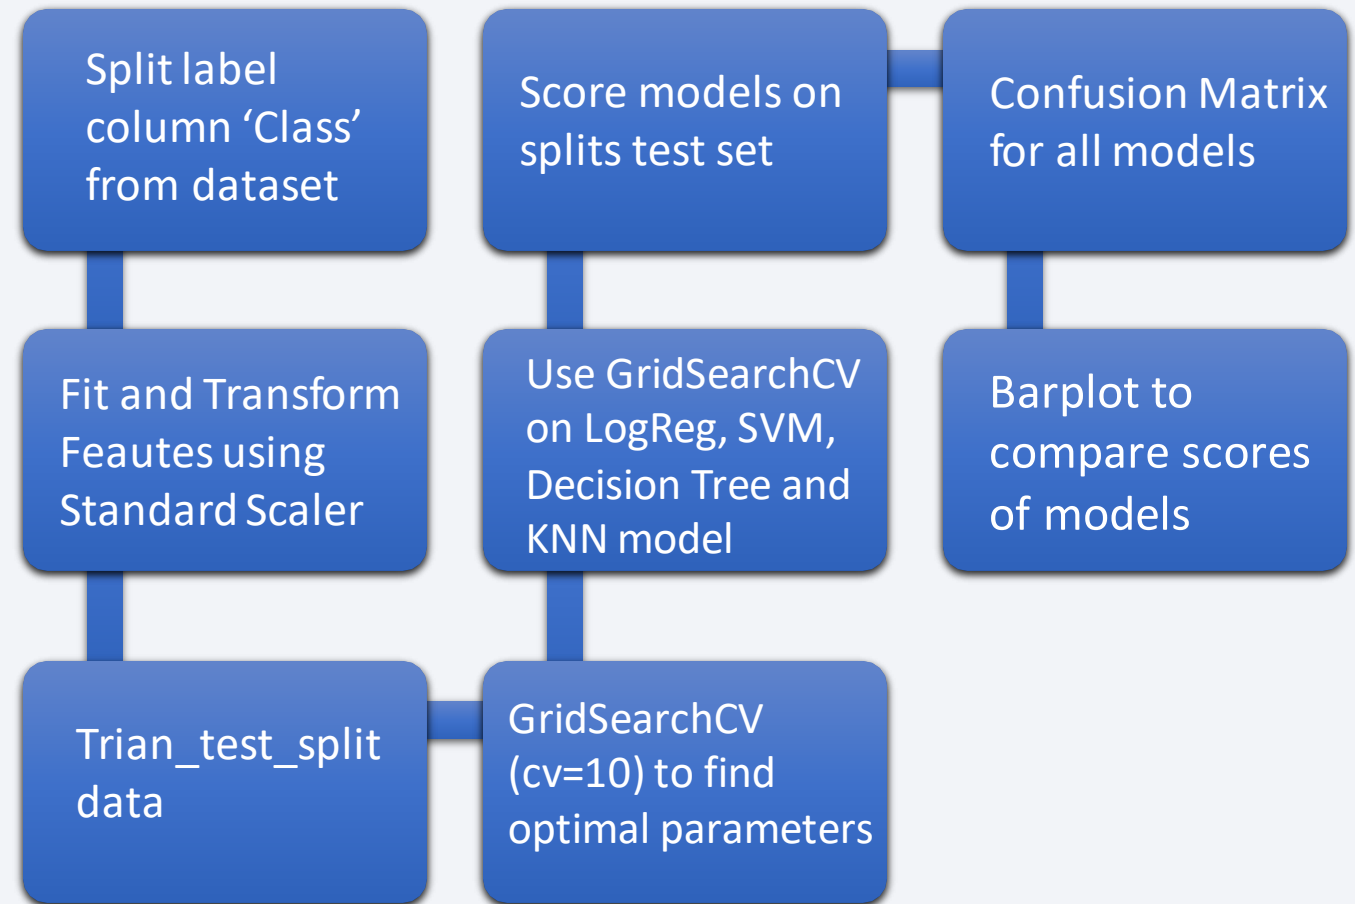 Split label
column ‘Class’
from dataset
Fit and Transform
Feautes using
Standard Scaler
Trian_test_split
data
GridSearchCV
(cv=10) to find
optimal parameters
Use GridSearchCV
on LogReg, SVM,
Decision Tree and
KNN model
Score models on
splits test set
Confusion Matrix
for all models
Barplot to
compare scores
of models